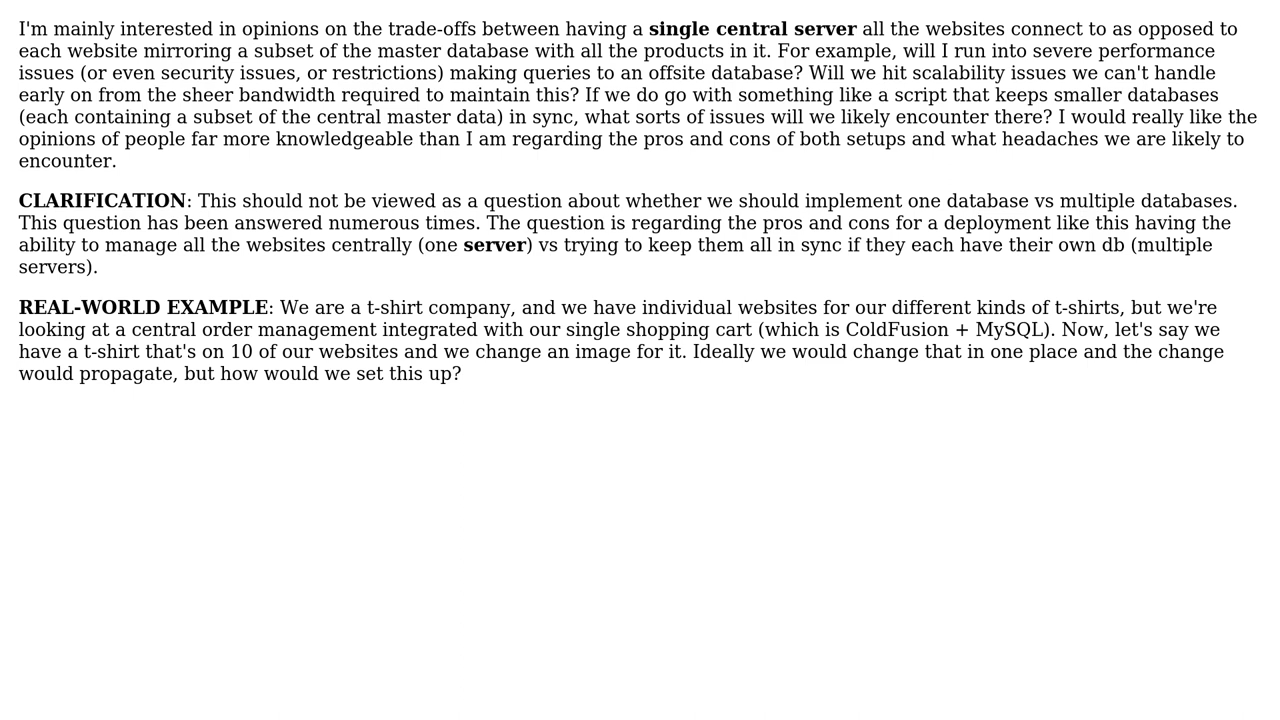 I'm mainly interested in opinions on the trade-offs between having a single central server all the websites connect to as opposed to
each website mirroring a subset of the master database with all the products in it. For example, will I run into severe performance
issues (or even security issues, or restrictions) making queries to an offsite database? Will we hit scalability issues we can't handle
early on from the sheer bandwidth required to maintain this? If we do go with something like a script that keeps smaller databases
(each containing a subset of the central master data) in sync, what sorts of issues will we likely encounter there? I would really like the
opinions of people far more knowledgeable than I am regarding the pros and cons of both setups and what headaches we are likely to
encounter.
CLARIFICATION: This should not be viewed as a question about whether we should implement one database vs multiple databases.
This question has been answered numerous times. The question is regarding the pros and cons for a deployment like this having the
ability to manage all the websites centrally (one server) vs trying to keep them all in sync if they each have their own db (multiple
servers).
REAL-WORLD EXAMPLE: We are a t-shirt company, and we have individual websites for our different kinds of t-shirts, but we're
looking at a central order management integrated with our single shopping cart (which is ColdFusion + MySQL). Now, let's say we
have a t-shirt that's on 10 of our websites and we change an image for it. Ideally we would change that in one place and the change
would propagate, but how would we set this up?